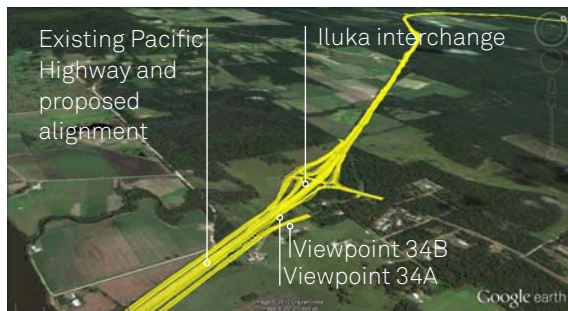 Existing Pacific
Highway and
proposed
alignment
Iluka interchange
Viewpoint 34B
Viewpoint 34A
Google earth